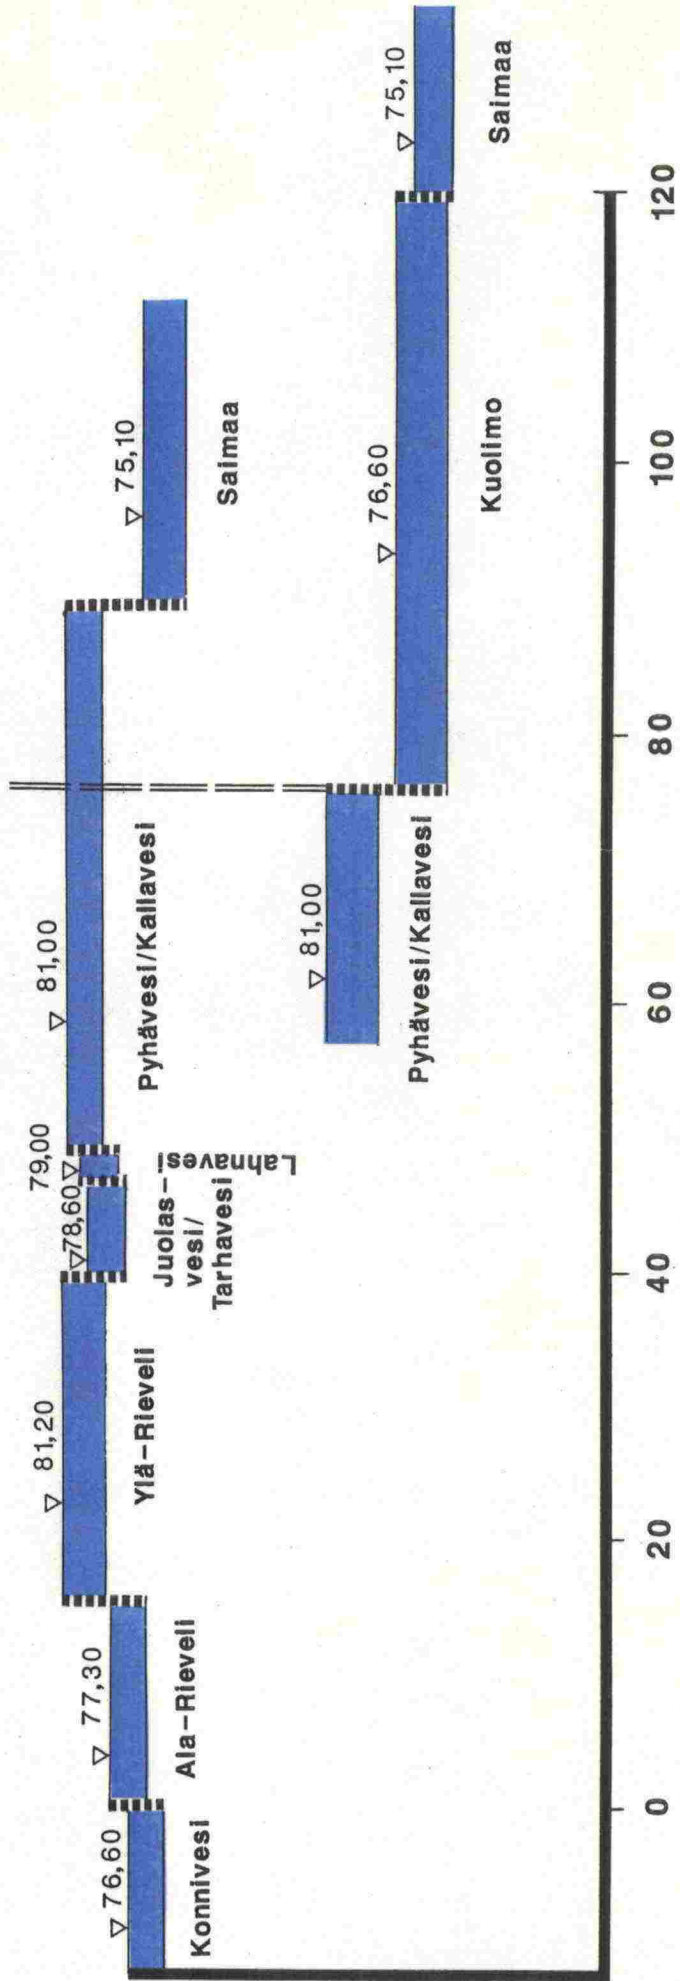 76,60
77,30
81,20
78,60
79,00
81,00
75,10
Konnivesi
Ala-Rieveli
Ylä-Rieveli
Juolas-
vesi/
Tarhavesi
Lahnavesi
Pyhävesi/Kallavesi
Saimaa
81,00
76,60
75,10
Pyhävesi/Kallavesi
Kuolimo
Saimaa
0
20
40
60
80
100
120